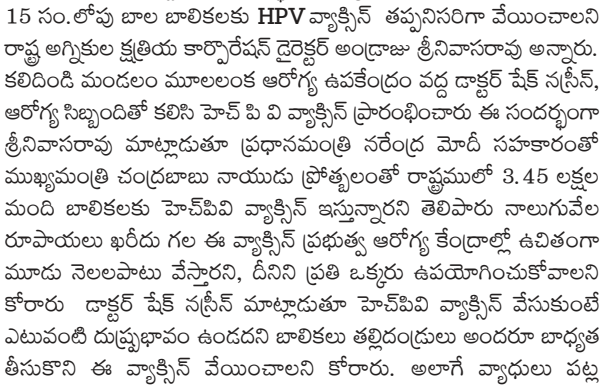 15 సం.లోపు బాల బాలికలకు HPV వ్యాక్సిన్ తప్పనిసరిగా వేయించాలని
రాష్ట్ర అగ్నికుల క్షత్రియ కార్పొరేషన్ డైరెక్టర్ అండ్రాజు శ్రీనివాసరావు అన్నారు.
కలిదిండి మండలం మూలలంక ఆరోగ్య ఉపకేంద్రం వద్ద డాక్టర్ షేక్ నస్రీన్,
ఆరోగ్య సిబ్బందితో కలిసి హెచ్ పి వి వ్యాక్సిన్ ప్రారంభించారు ఈ సందర్భంగా
శ్రీనివాసరావు మాట్లాడుతూ ప్రధానమంత్రి నరేంద్ర మోదీ సహకారంతో
ముఖ్యమంత్రి చంద్రబాబు నాయుడు ప్రోత్బలంతో రాష్ట్రములో 3.45 లక్షల
మంది బాలికలకు హెచ్‌పివి వ్యాక్సిన్ ఇస్తున్నారని తెలిపారు నాలుగువేల
రూపాయలు ఖరీదు గల ఈ వ్యాక్సిన్ ప్రభుత్వ ఆరోగ్య కేంద్రాల్లో ఉచితంగా
మూడు నెలలపాటు వేస్తారని, దీనిని ప్రతి ఒక్కరు ఉపయోగించుకోవాలని
కోరారు డాక్టర్ షేక్ నస్రీన్ మాట్లాడుతూ హెచ్‌పివి వ్యాక్సిన్ వేసుకుంటే
ఎటువంటి దుష్ప్రభావం ఉండదని బాలికలు తల్లిదండ్రులు అందరూ బాధ్యత
తీసుకొని ఈ వ్యాక్సిన్ వేయించాలని కోరారు. అలాగే వ్యాధులు పట్ల